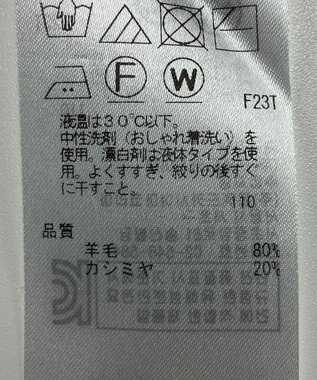 F W
F23T
液温は30℃以下。
中性洗剤（おしゃれ着洗い）を
使用。漂白剤は液体タイプを使
用。よくすすぎ、絞りの後すぐ
に干すこと。
110
品質
羊毛 80%
カシミヤ 20%